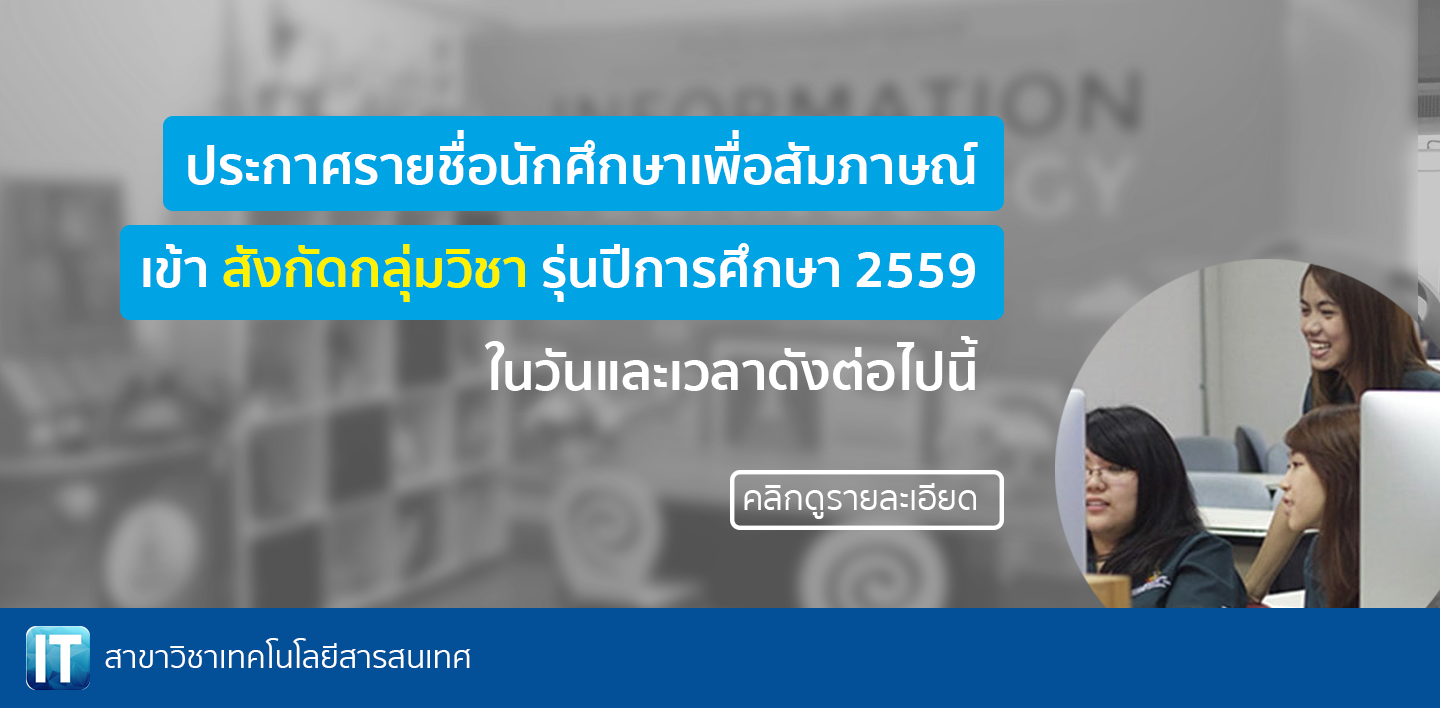 INFORMATION
ประกาศรายชื่อนักศึกษาเพื่อสัมภาษณ์
เข้า สังกัดกลุ่มวิชา รุ่นปีการศึกษา 2559
ในวันและเวลาดังต่อไปนี้
คลิกดูรายละเอียด
IT สาขาวิชาเทคโนโลยีสารสนเทศ